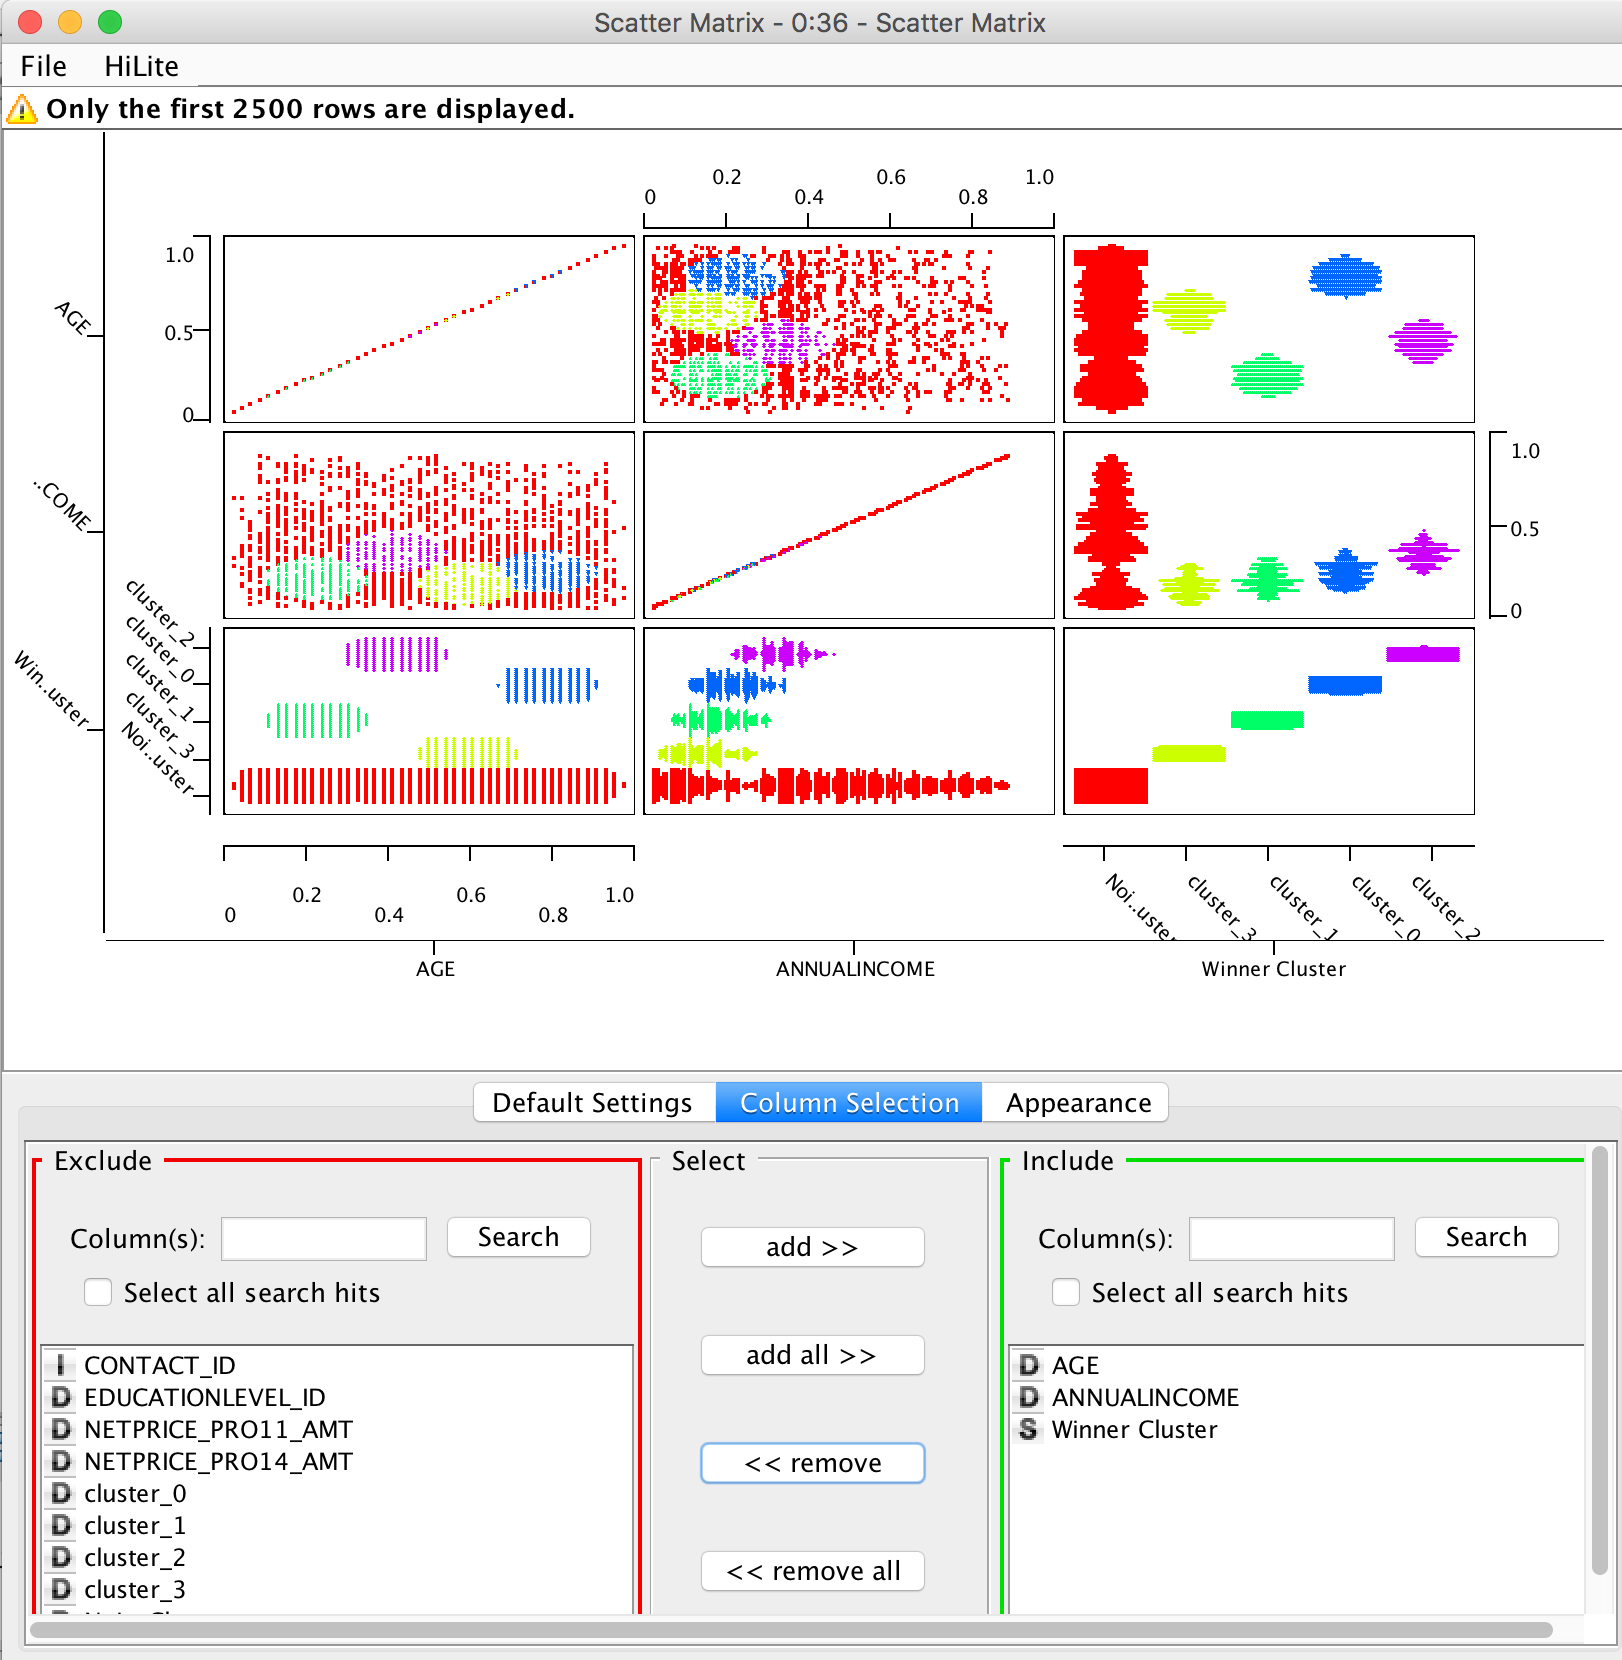 Scatter Matrix - 0:36 - Scatter Matrix
File HiLite
Only the first 2500 rows are displayed.
0 0.2 0.4 0.6 0.8 1.0
AGE
1.0
0.5
0
..COME
1.0
0.5
0
Win..uster
cluster_2
cluster_0
cluster_1
cluster_3
Noi..uster
0 0.2 0.4 0.6 0.8 1.0
Noi..uster cluster_3 cluster_1 cluster_0 cluster_2
AGE ANNUALINCOME Winner Cluster
Default Settings Column Selection Appearance
Exclude Select Include
Column(s): Search add >> Column(s): Search
Select all search hits Select all search hits
add all >>
CONTACT_ID AGE
EDUCATIONLEVEL_ID ANNUALINCOME
NETPRICE_PRO11_AMT Winner Cluster
NETPRICE_PRO14_AMT << remove
cluster_0
cluster_1
cluster_2 << remove all
cluster_3